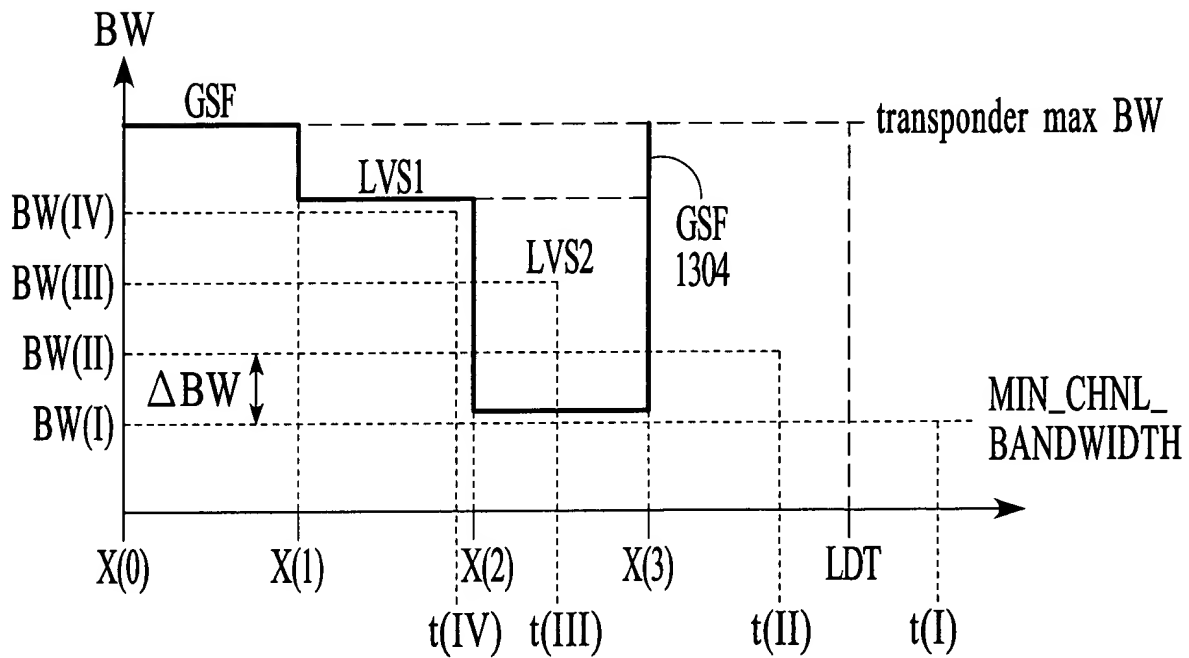 BW
GSF
transponder max BW
LVS1
BW(IV)
GSF
1304
LVS2
BW(III)
BW(II)
ΔBW
MIN_CHNL_
BANDWIDTH
BW(I)
X(0)
X(1)
X(2)
X(3)
LDT
t(IV)
t(III)
t(II)
t(I)